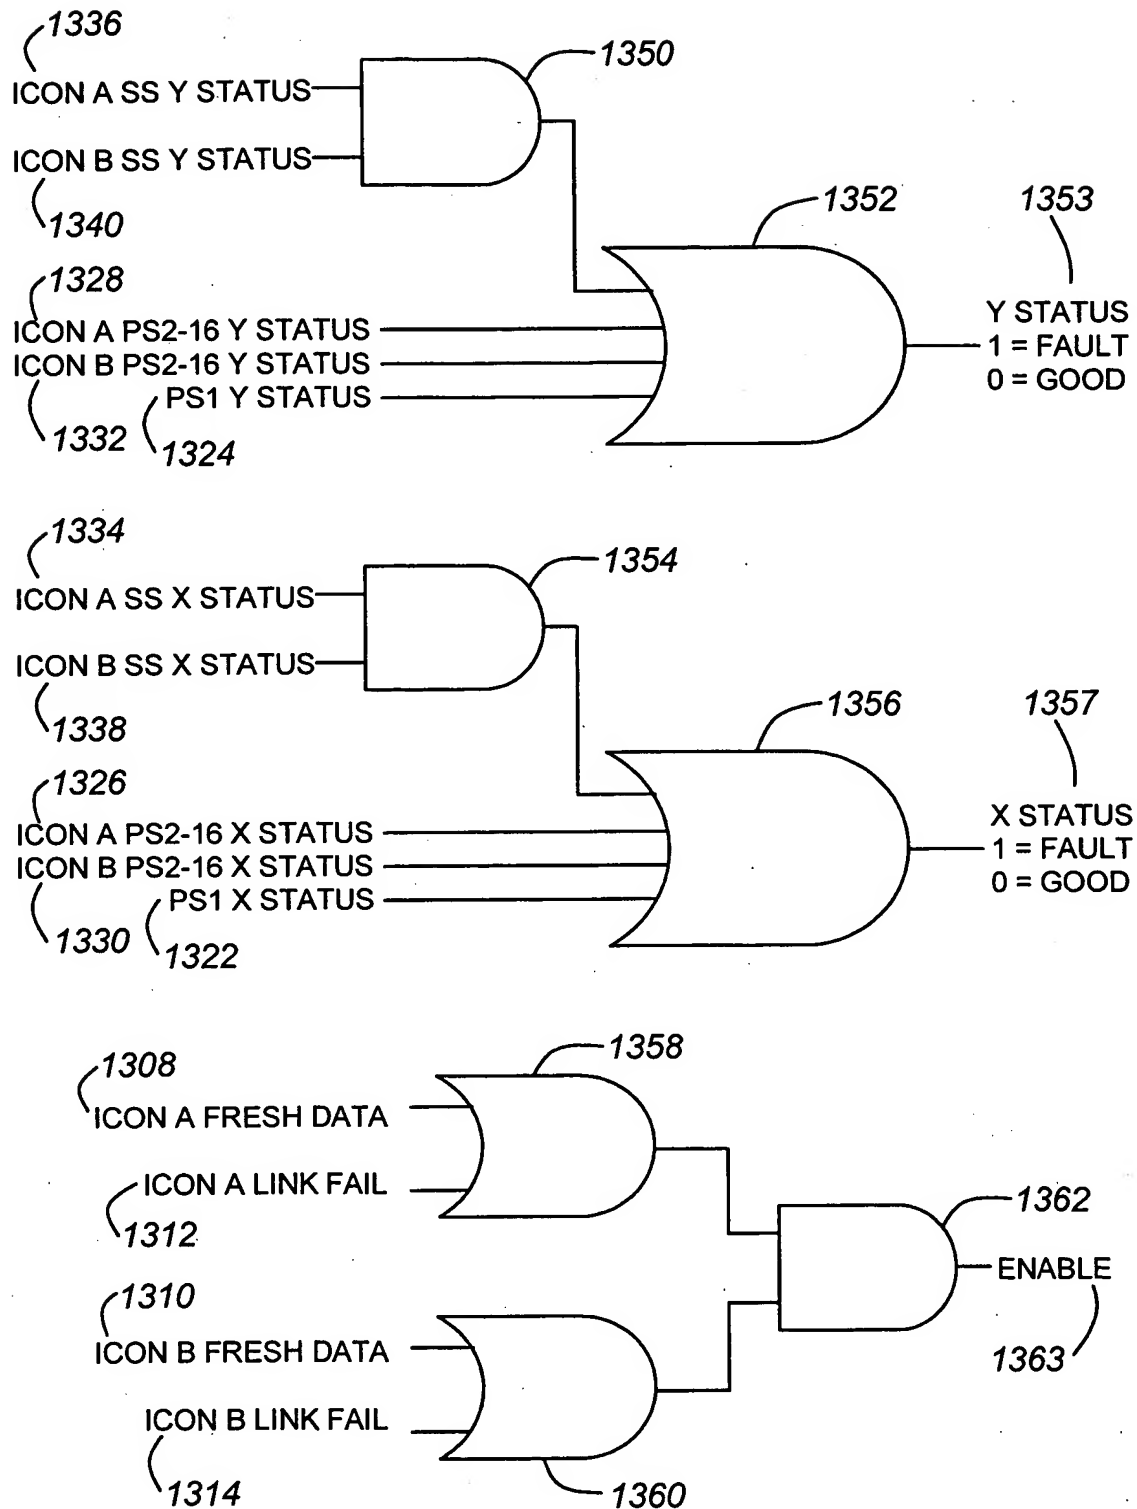 1336
1350
ICON A SS Y STATUS
ICON B SS Y STATUS
1340
1352
1353
1328
ICON A PS2-16 Y STATUS
ICON B PS2-16 Y STATUS
PS1 Y STATUS
1332
1324
Y STATUS
1 = FAULT
0 = GOOD
1334
1354
ICON A SS X STATUS
ICON B SS X STATUS
1338
1356
1357
1326
ICON A PS2-16 X STATUS
ICON B PS2-16 X STATUS
PS1 X STATUS
1330
1322
X STATUS
1 = FAULT
0 = GOOD
1308
1358
ICON A FRESH DATA
ICON A LINK FAIL
1312
1362
ENABLE
1363
1310
ICON B FRESH DATA
ICON B LINK FAIL
1314
1360